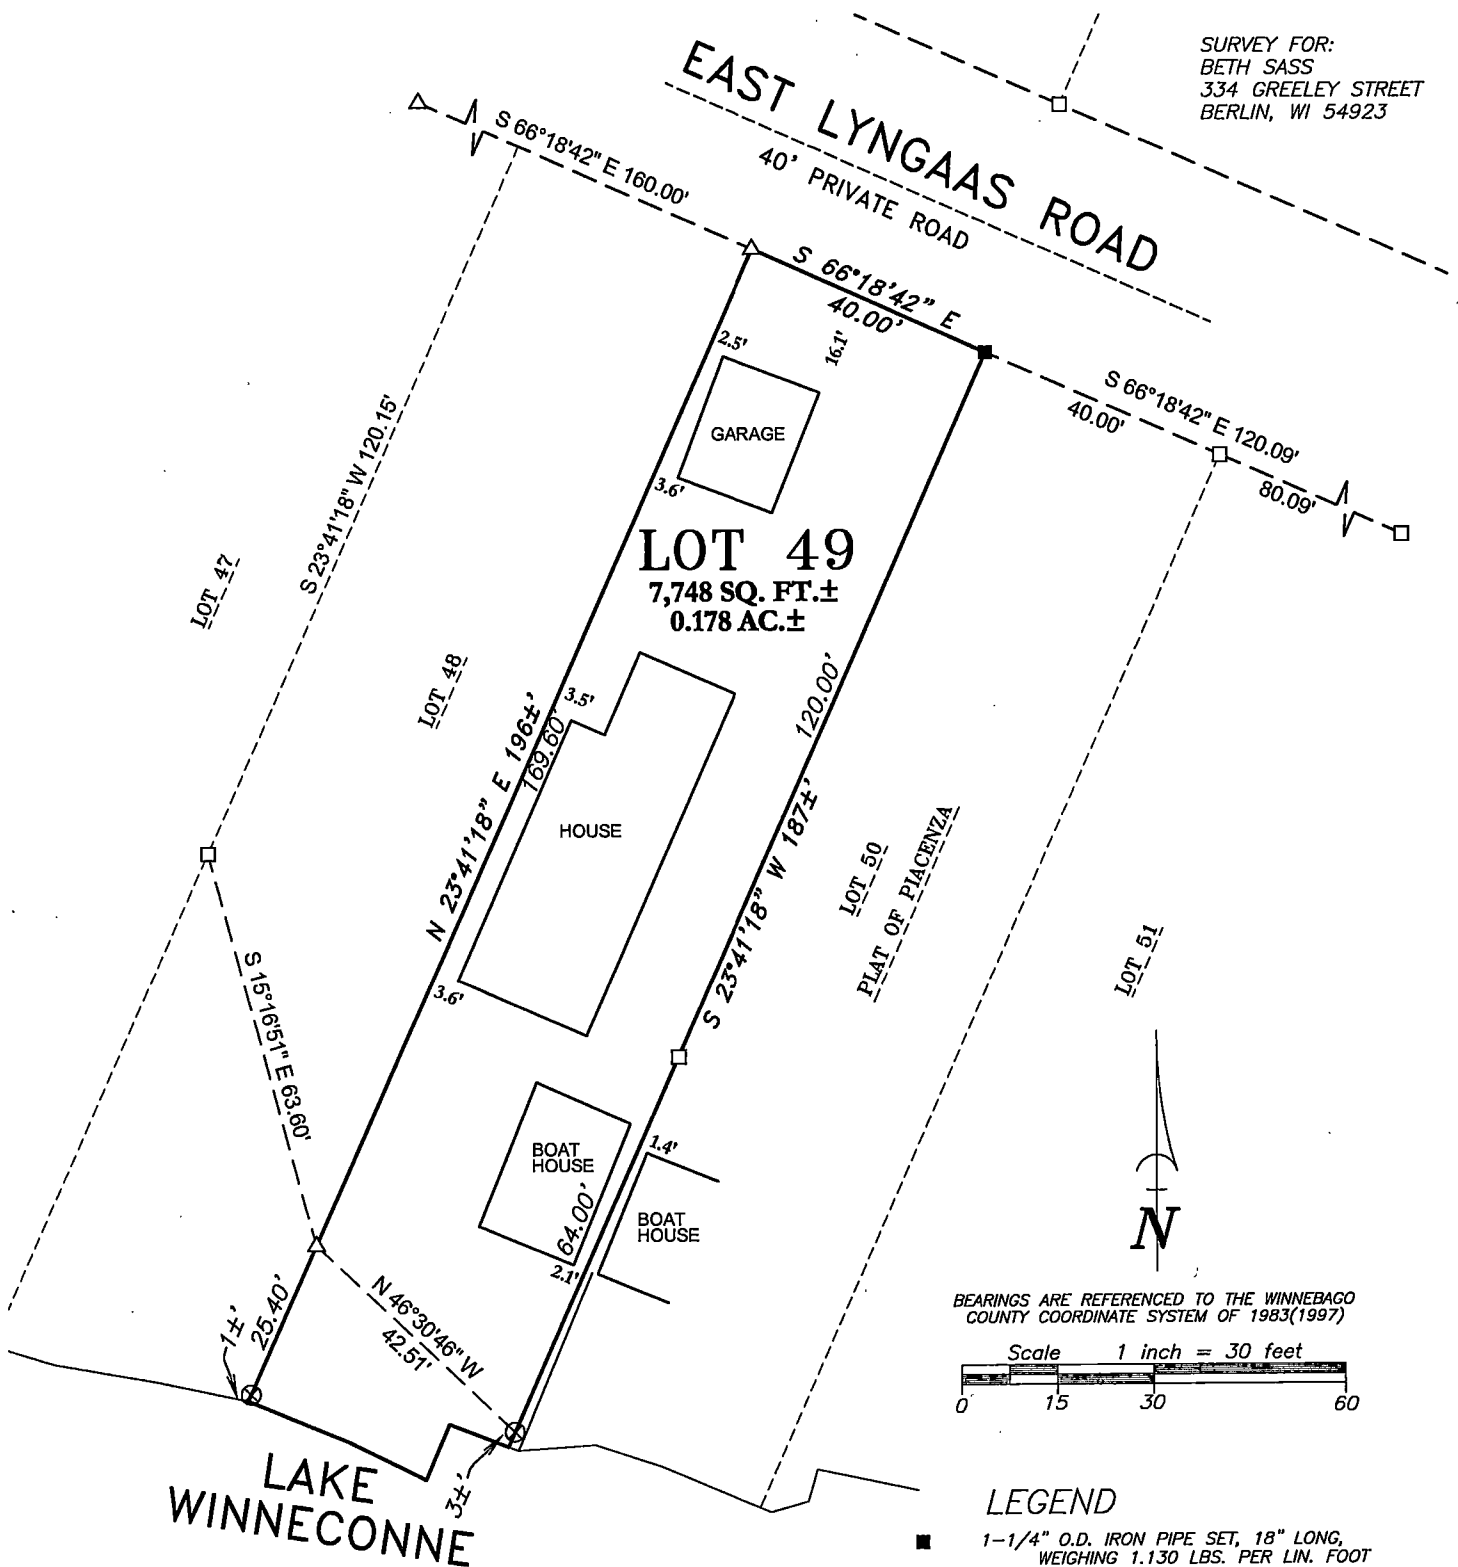 SURVEY FOR:
BETH SASS
334 GREELEY STREET
BERLIN, WI 54923
EAST LYNGAAS ROAD
40' PRIVATE ROAD
S 66°18'42" E 160.00'
S 66°18'42" E
40.00'
S 66°18'42" E 120.09'
40.00'
80.09'
2.5'
16.1'
GARAGE
3.6'
LOT 49
7,748 SQ. FT.±
0.178 AC.±
S 23°41'18" W 120.15'
LOT 47
LOT 48
3.5'
N 23°41'18" E 196±'
169.60'
120.00'
HOUSE
S 23°41'18" W 187±'
LOT 50
PLAT OF PIACENZA
LOT 51
3.6'
S 15°16'51" E 63.60'
BOAT
HOUSE
1.4'
64.00'
BOAT
HOUSE
2.1'
N 46°30'46" W
42.51'
25.40'
1±'
3±'
LAKE
WINNECONNE
N
BEARINGS ARE REFERENCED TO THE WINNEBAGO
COUNTY COORDINATE SYSTEM OF 1983(1997)
Scale 1 inch = 30 feet
0 15 30 60
LEGEND
1-1/4" O.D. IRON PIPE SET, 18" LONG,
WEIGHING 1.130 LBS. PER LIN. FOOT